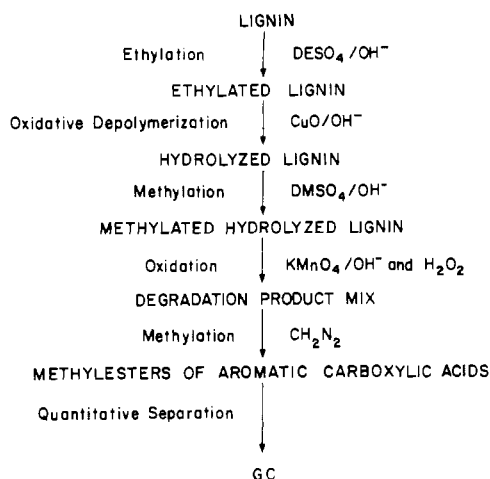 LIGNIN
Ethylation DESO₄/OH⁻
ETHYLATED LIGNIN
Oxidative Depolymerization CuO/OH⁻
HYDROLYZED LIGNIN
Methylation DMSO₄/OH⁻
METHYLATED HYDROLYZED LIGNIN
Oxidation KMnO₄/OH⁻ and H₂O₂
DEGRADATION PRODUCT MIX
Methylation CH₂N₂
METHYLESTERS OF AROMATIC CARBOXYLIC ACIDS
Quantitative Separation
GC